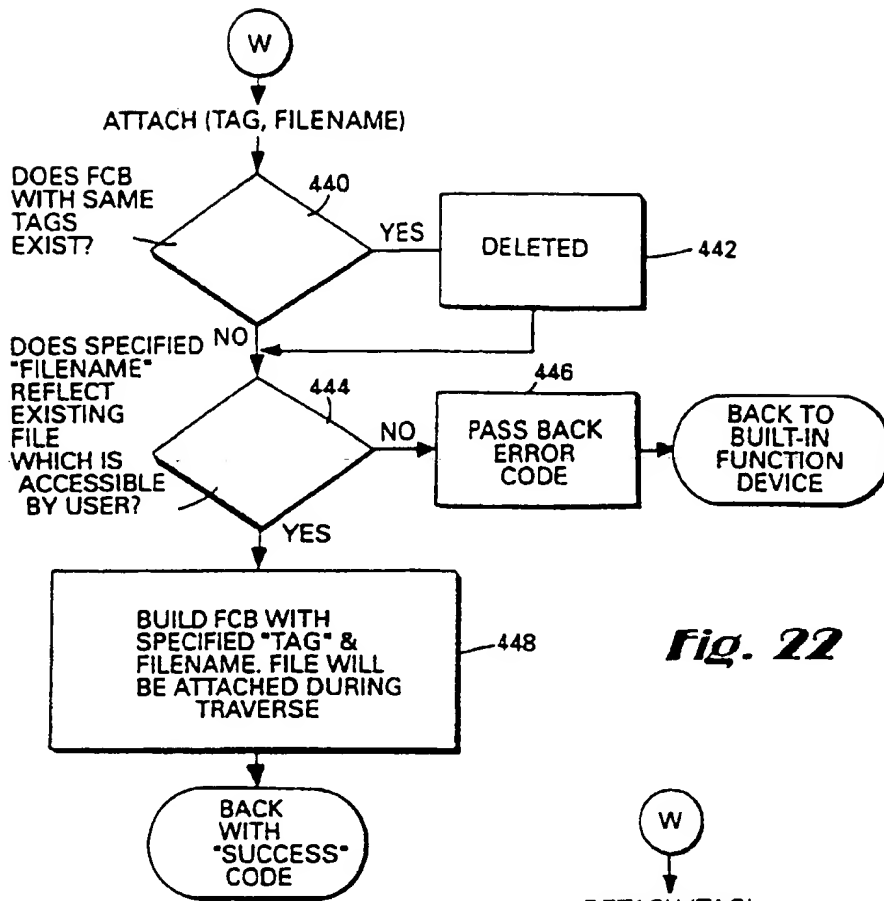 W
ATTACH (TAG, FILENAME)
DOES FCB
WITH SAME
TAGS
EXIST?
440
YES
DELETED
442
NO
DOES SPECIFIED
"FILENAME"
REFLECT
EXISTING
FILE
WHICH IS
ACCESSIBLE
BY USER?
444
NO
446
PASS BACK
ERROR
CODE
BACK TO
BUILT-IN
FUNCTION
DEVICE
YES
BUILD FCB WITH
SPECIFIED "TAG" &
FILENAME. FILE WILL
BE ATTACHED DURING
TRAVERSE
448
Fig. 22
BACK
WITH
"SUCCESS"
CODE
W